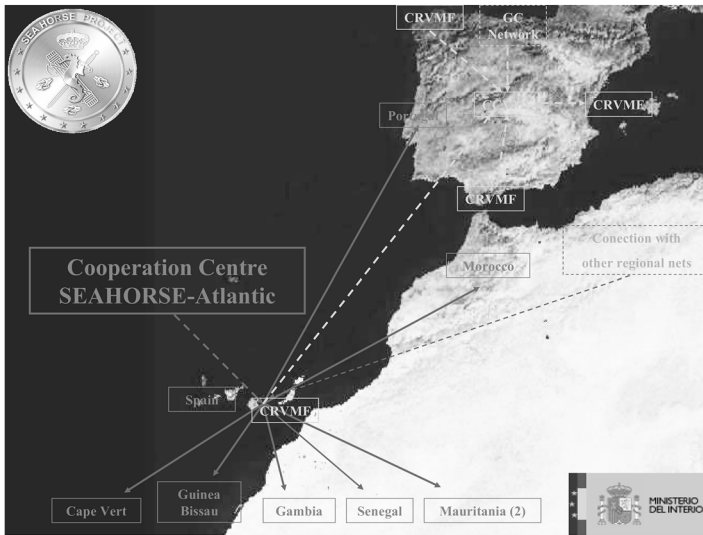 SEAHORSE PROJECT
CRVMF
GC
Network
CRVMF
CRVMF
Conection with
other regional nets
Morocco
Cooperation Centre
SEAHORSE-Atlantic
Spain
CRVMF
Cape Vert
Guinea
Bissau
Gambia
Senegal
Mauritania (2)
MINISTERIO
DEL INTERIOR